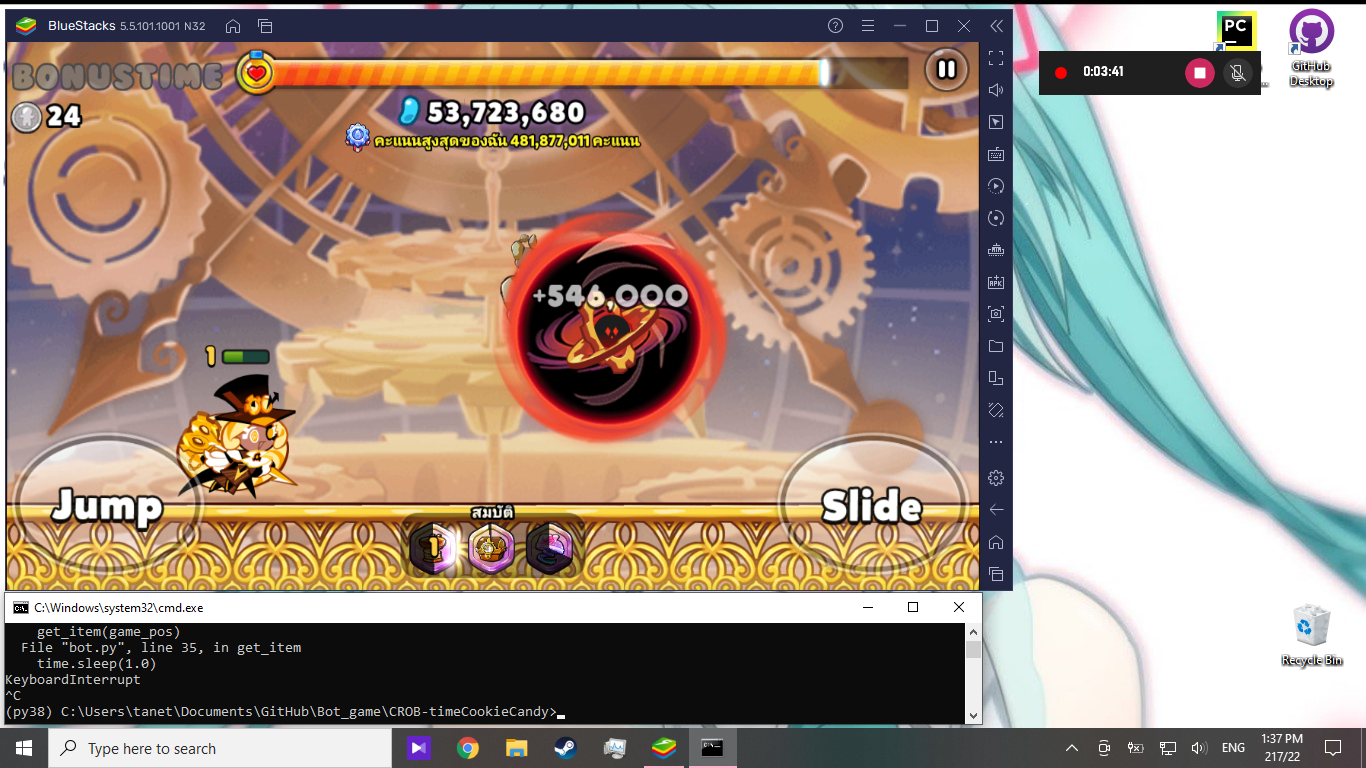 BlueStacks 5.5.101.1001 N32
BONUSTIME
24
53,723,680
คะแนนสูงสุดของฉัน 481,877,011 คะแนน
+546,000
1
Jump
Slide
สมบัติ
1
APK
PC
GitHub
Desktop
...
0:03:41
Recycle Bin
C:\Windows\system32\cmd.exe
get_item(game_pos)
File "bot.py", line 35, in get_item
time.sleep(1.0)
KeyboardInterrupt
^C
(py38) C:\Users\tanet\Documents\GitHub\Bot_game\CROB-timeCookieCandy>
Type here to search
ENG
1:37 PM
217/22